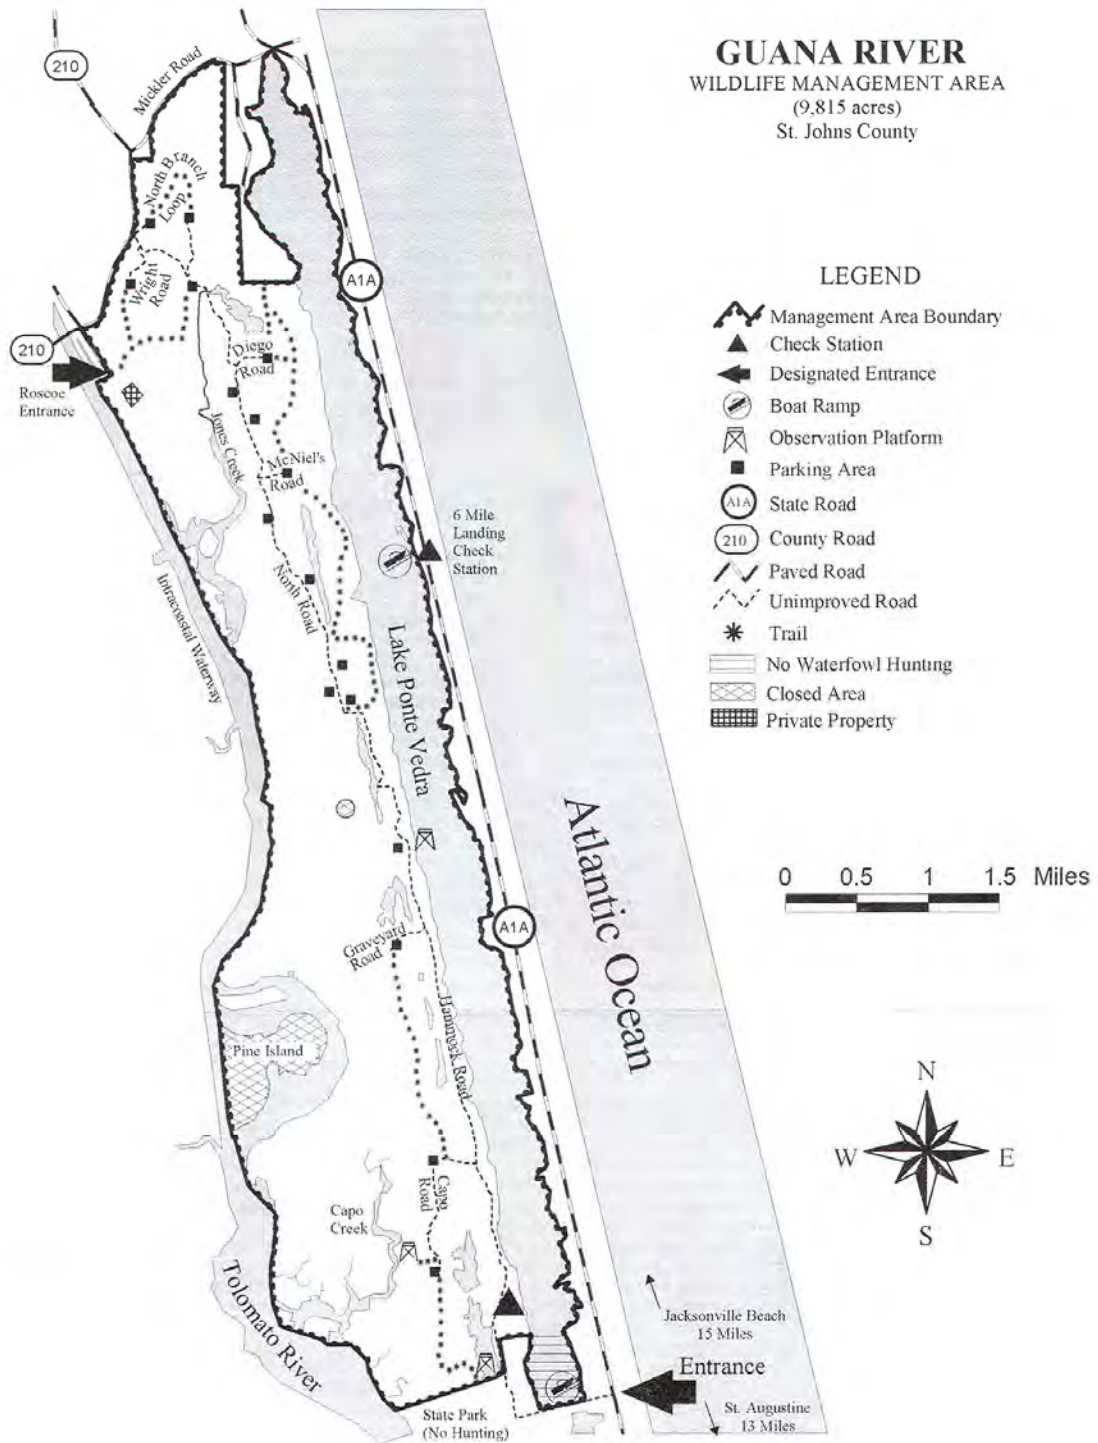 GUANA RIVER
WILDLIFE MANAGEMENT AREA
(9,815 acres)
St. Johns County
210
Mickler Road
North Branch
Loop
Wright
Road
A1A
210
Roscoe
Entrance
Diego
Road
Jones Creek
McNiel's
Road
6 Mile
Landing
Check
Station
North Road
Intracoastal Waterway
Lake Ponte Vedra
Atlantic Ocean
A1A
Graveyard
Road
Hammock Road
Pine Island
Capo
Road
Capo
Creek
Tolomato River
Jacksonville Beach
15 Miles
Entrance
St. Augustine
13 Miles
State Park
(No Hunting)
LEGEND
Management Area Boundary
Check Station
Designated Entrance
Boat Ramp
Observation Platform
Parking Area
A1A State Road
210 County Road
Paved Road
Unimproved Road
Trail
No Waterfowl Hunting
Closed Area
Private Property
0 0.5 1 1.5 Miles
N
W E
S